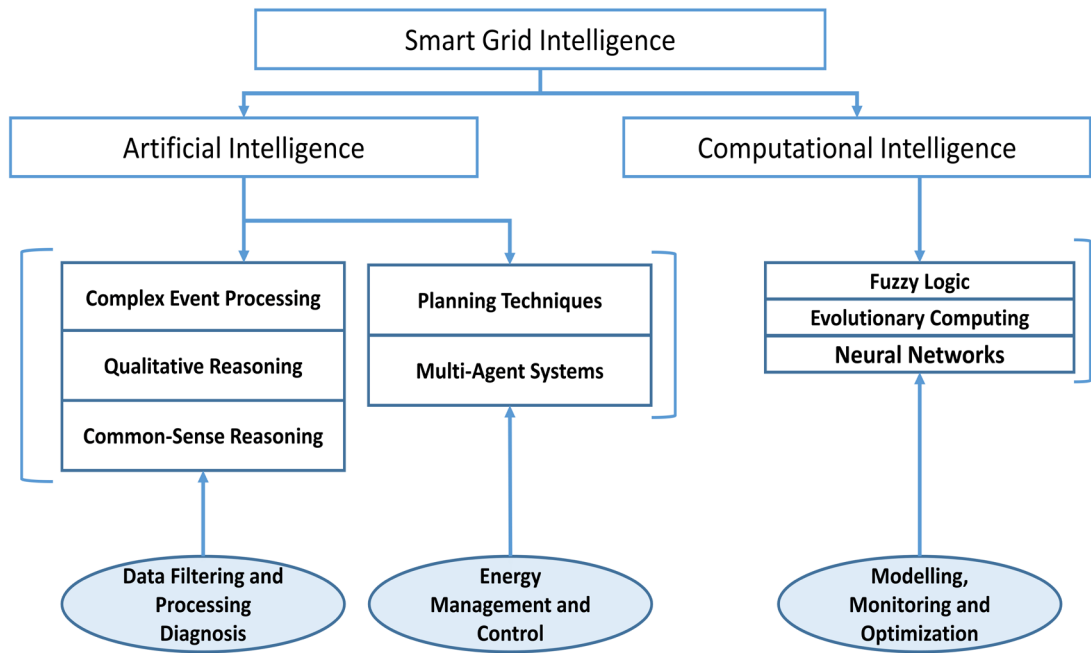 Smart Grid Intelligence
Artificial Intelligence
Computational Intelligence
Complex Event Processing
Qualitative Reasoning
Common-Sense Reasoning
Planning Techniques
Multi-Agent Systems
Fuzzy Logic
Evolutionary Computing
Neural Networks
Data Filtering and
Processing
Diagnosis
Energy
Management and
Control
Modelling,
Monitoring and
Optimization